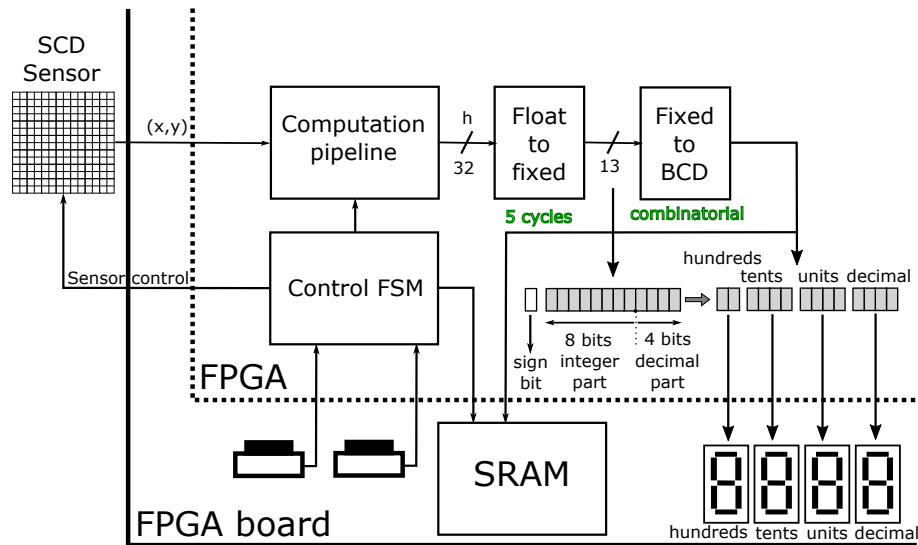 SCD
Sensor
(x,y)
Computation
pipeline
h
32
Float
to
fixed
13
Fixed
to
BCD
5 cycles
combinatorial
Sensor control
Control FSM
hundreds
tents
units
decimal
sign
bit
8 bits
integer
part
4 bits
decimal
part
FPGA
SRAM
FPGA board
hundreds
tents
units
decimal